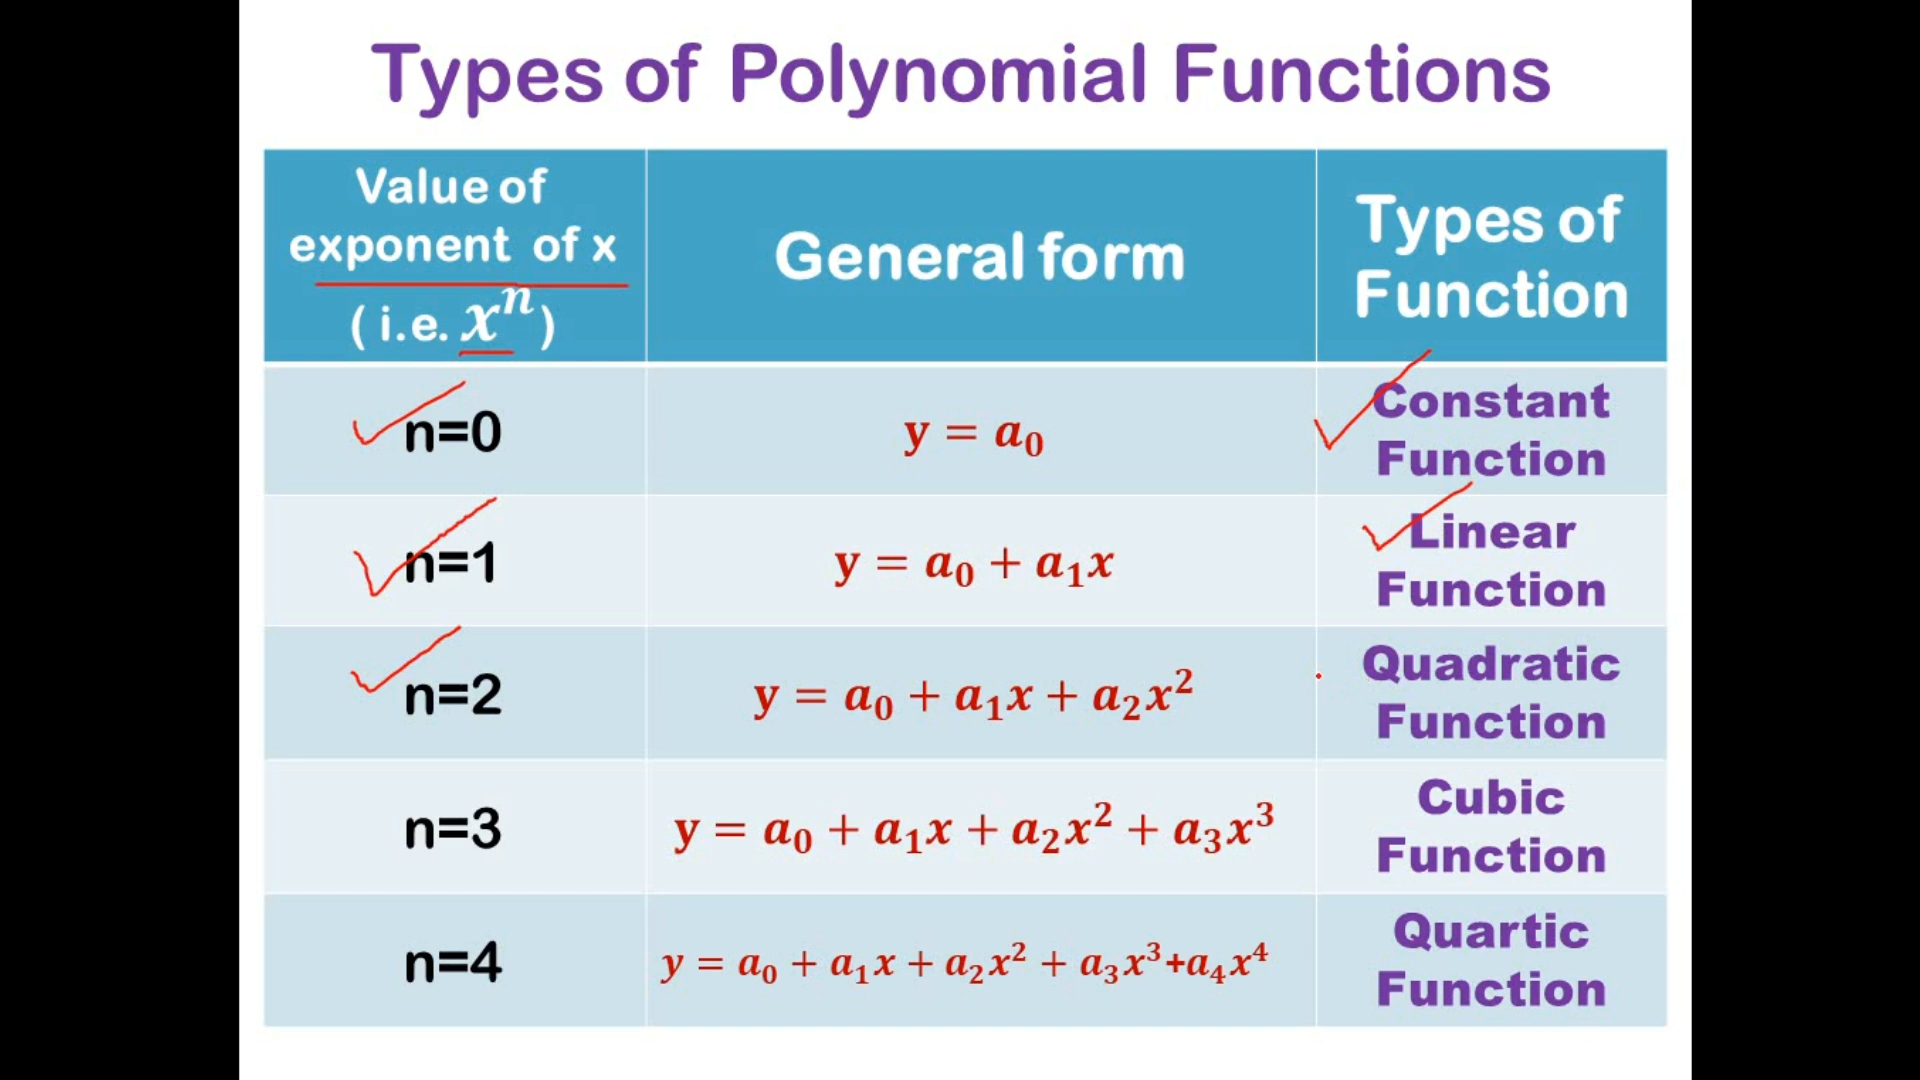 Types of Polynomial Functions
Value of
exponent of x
( i.e. xⁿ)
General form
Types of
Function
n=0
y = a₀
Constant
Function
n=1
y = a₀ + a₁x
Linear
Function
n=2
y = a₀ + a₁x + a₂x²
Quadratic
Function
n=3
y = a₀ + a₁x + a₂x² + a₃x³
Cubic
Function
n=4
y = a₀ + a₁x + a₂x² + a₃x³+a₄x⁴
Quartic
Function